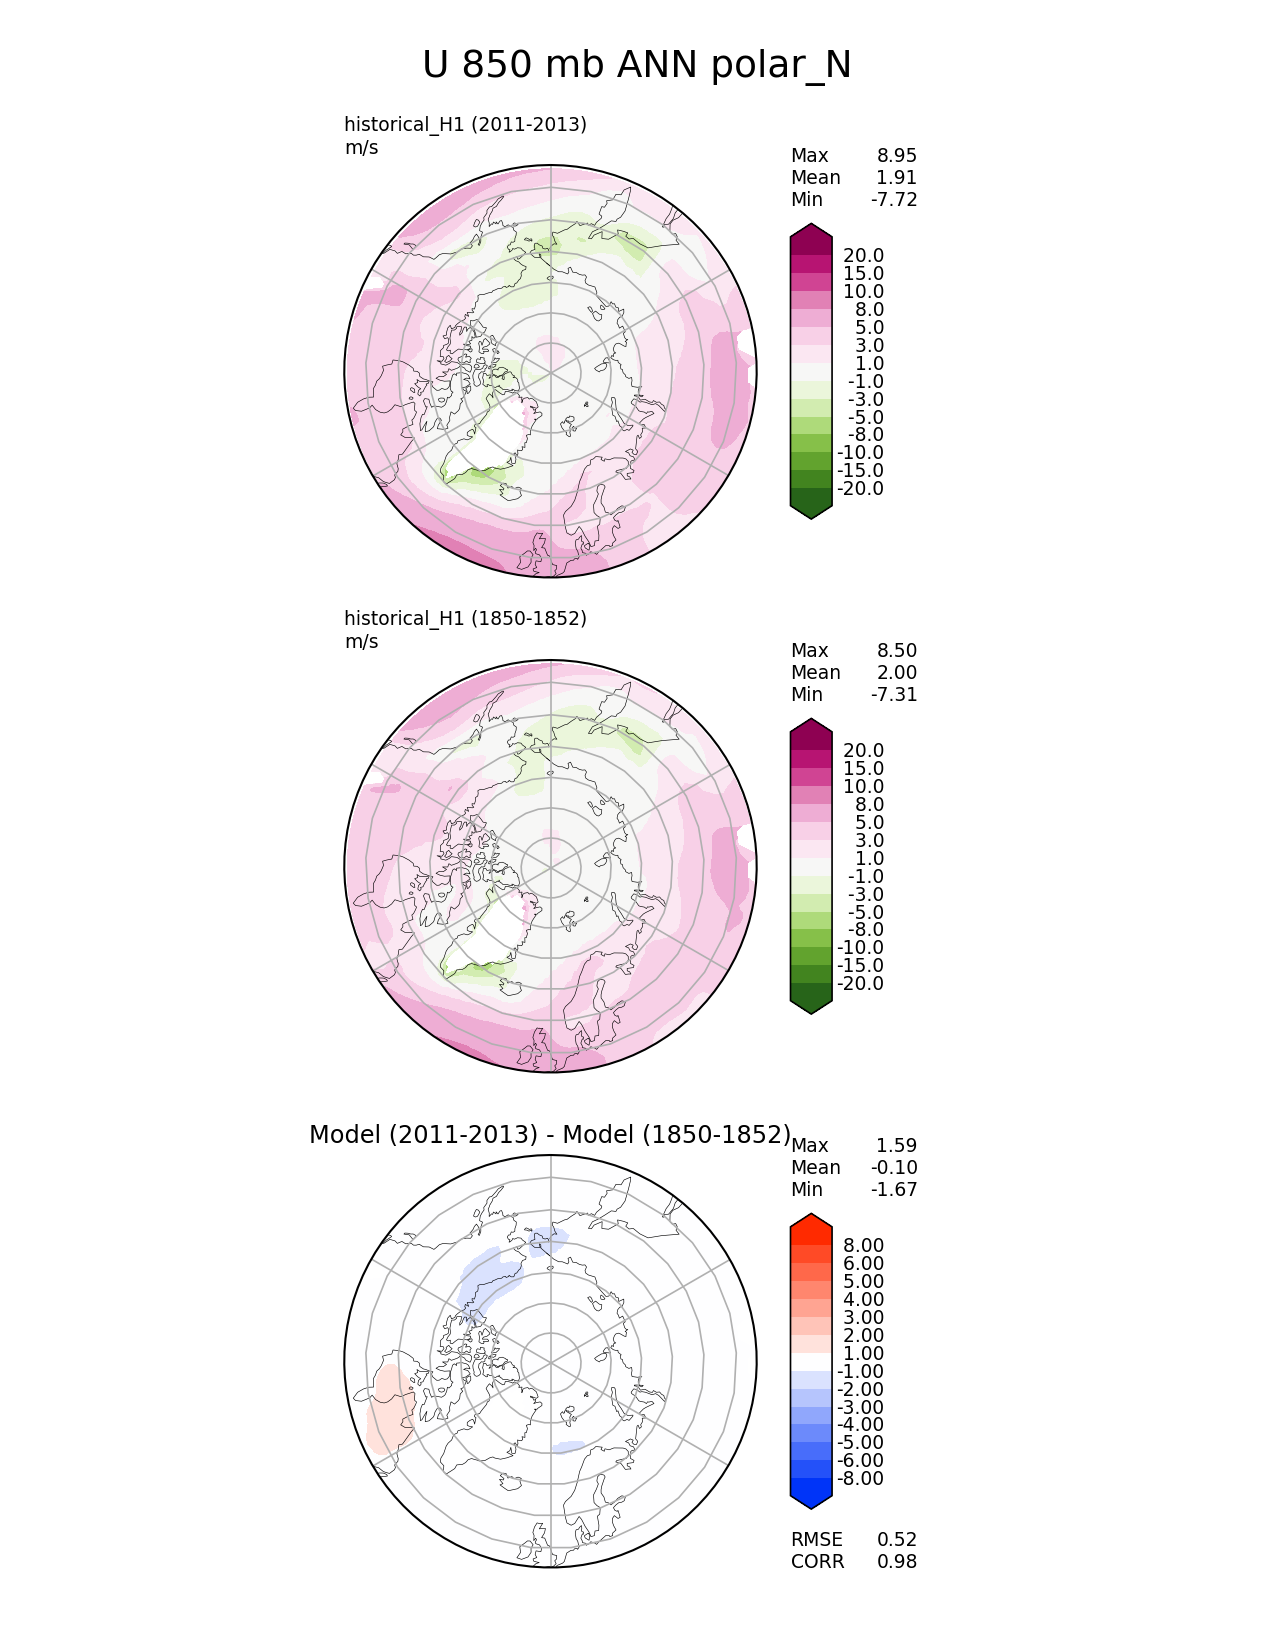 U 850 mb ANN polar_N
historical_H1 (2011-2013)
m/s
Max 8.95
Mean 1.91
Min -7.72
20.0
15.0
10.0
8.0
5.0
3.0
1.0
-1.0
-3.0
-5.0
-8.0
-10.0
-15.0
-20.0
historical_H1 (1850-1852)
m/s
Max 8.50
Mean 2.00
Min -7.31
20.0
15.0
10.0
8.0
5.0
3.0
1.0
-1.0
-3.0
-5.0
-8.0
-10.0
-15.0
-20.0
Model (2011-2013) - Model (1850-1852)
Max 1.59
Mean -0.10
Min -1.67
8.00
6.00
5.00
4.00
3.00
2.00
1.00
-1.00
-2.00
-3.00
-4.00
-5.00
-6.00
-8.00
RMSE 0.52
CORR 0.98